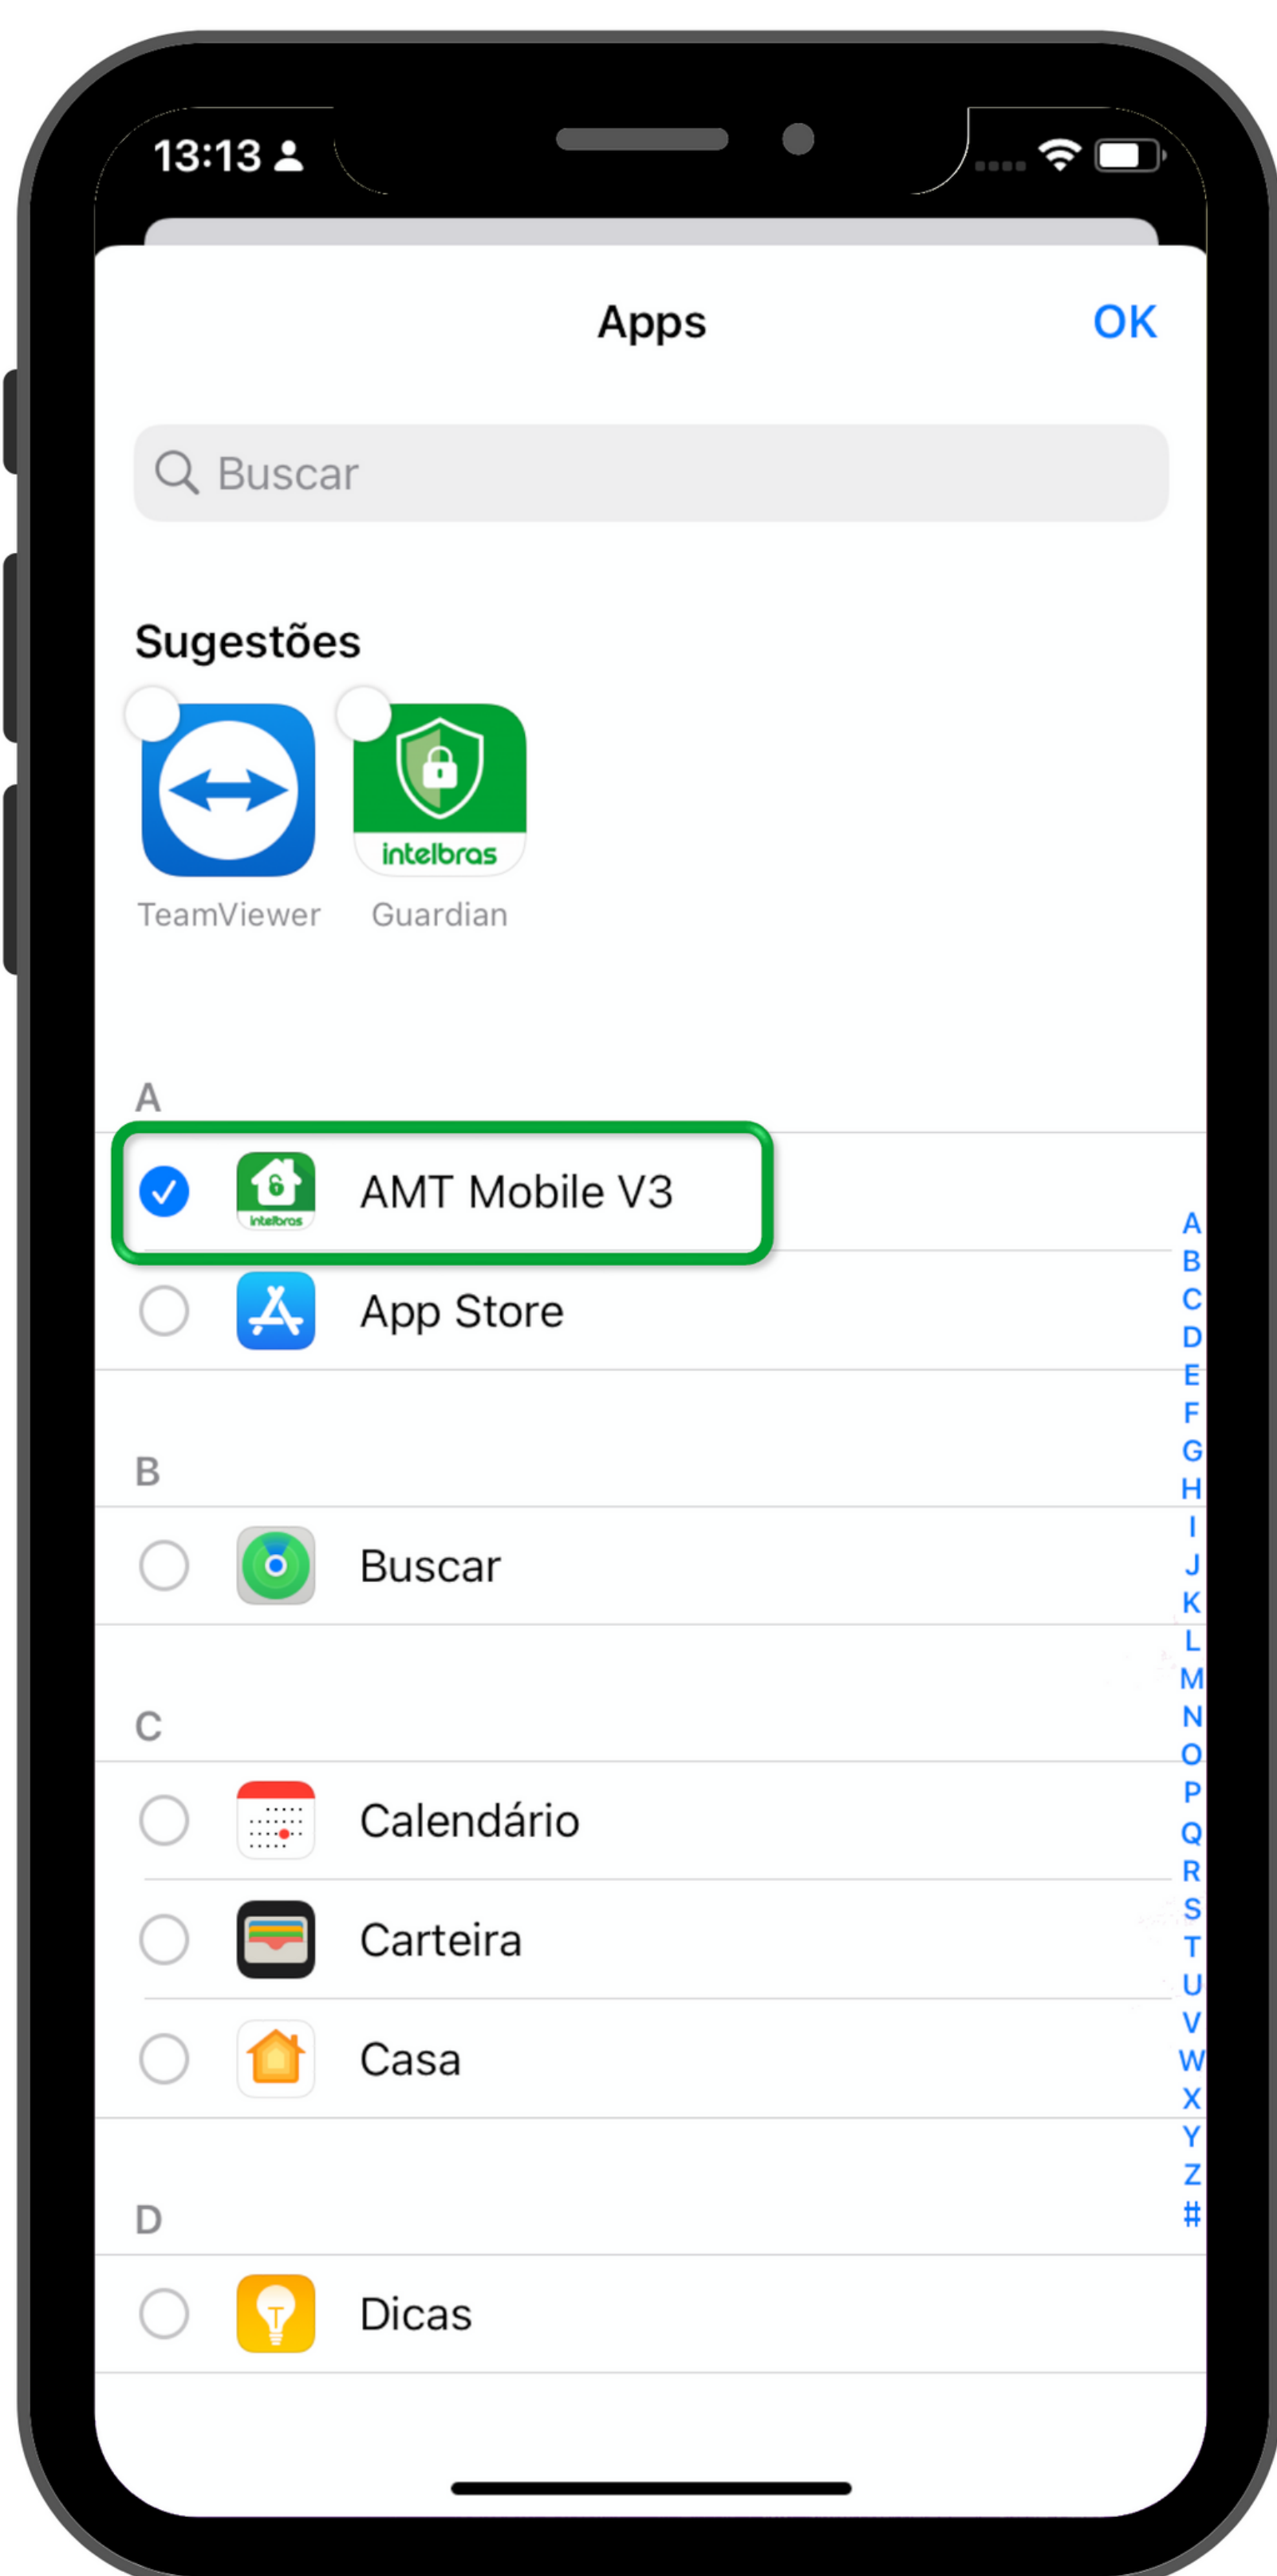 13:13
Apps
OK
Buscar
Sugestões
intelbras
TeamViewer
Guardian
A
intelbras
AMT Mobile V3
App Store
B
Buscar
C
Calendário
Carteira
Casa
D
Dicas
A
B
C
D
E
F
G
H
I
J
K
L
M
N
O
P
Q
R
S
T
U
V
W
X
Y
Z
#